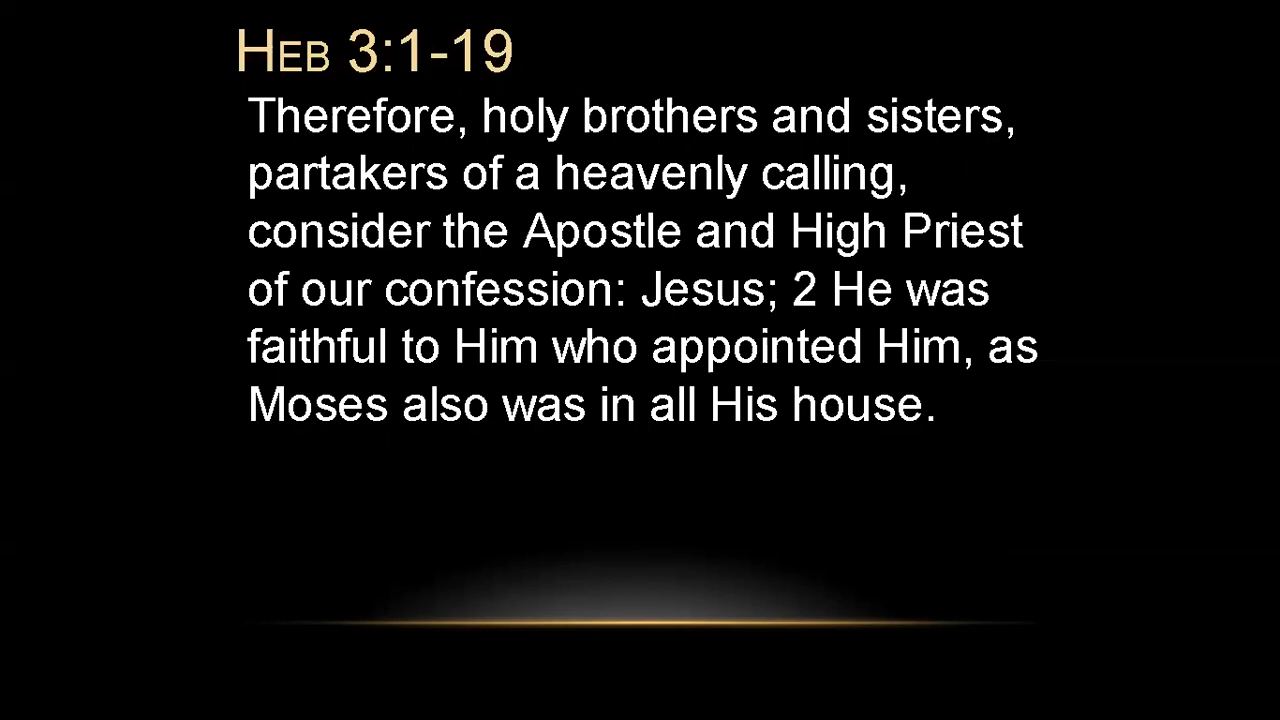 HEB 3:1-19
Therefore, holy brothers and sisters,
partakers of a heavenly calling,
consider the Apostle and High Priest
of our confession: Jesus; 2 He was
faithful to Him who appointed Him, as
Moses also was in all His house.